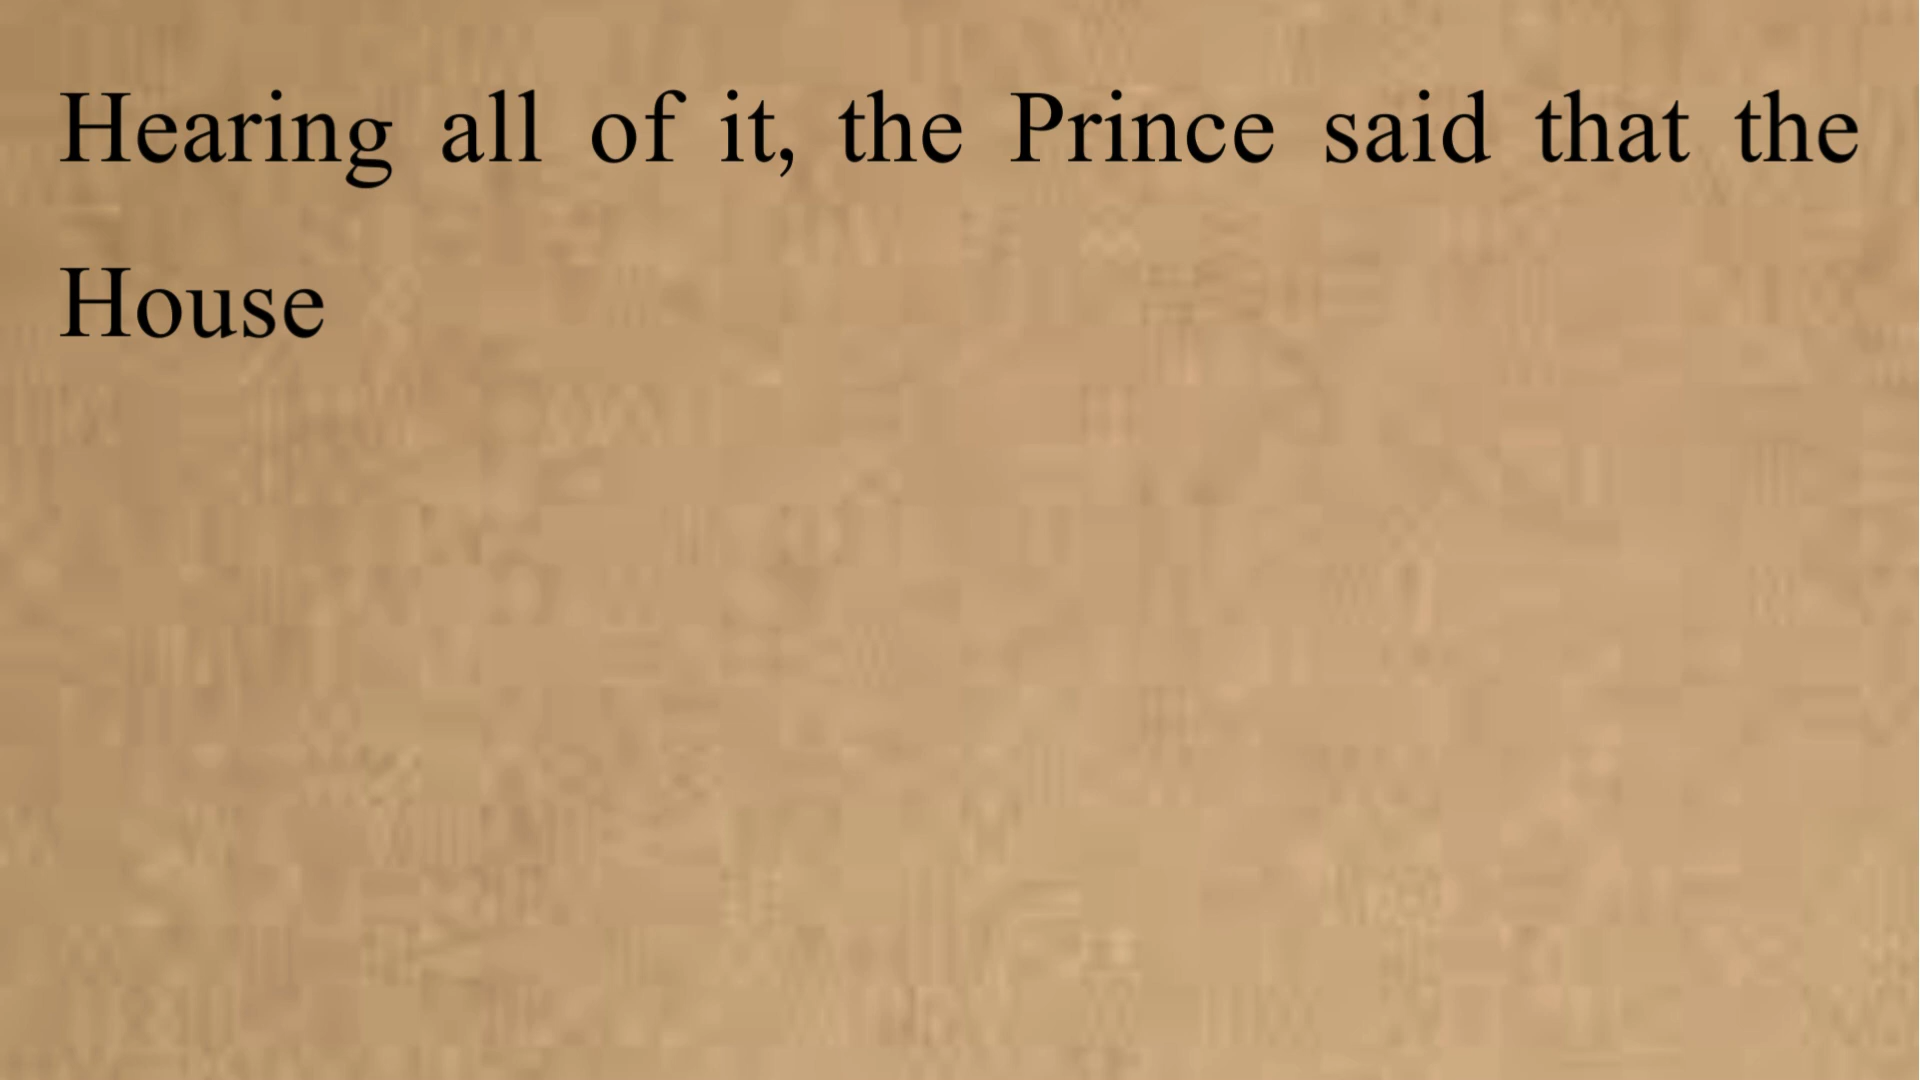 Hearing all of it, the Prince said that the
House